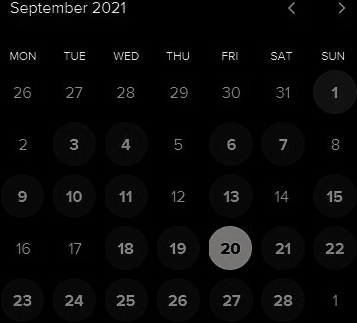 September 2021
MON TUE WED THU FRI SAT SUN
26 27 28 29 30 31 1
2 3 4 5 6 7 8
9 10 11 12 13 14 15
16 17 18 19 20 21 22
23 24 25 26 27 28 1